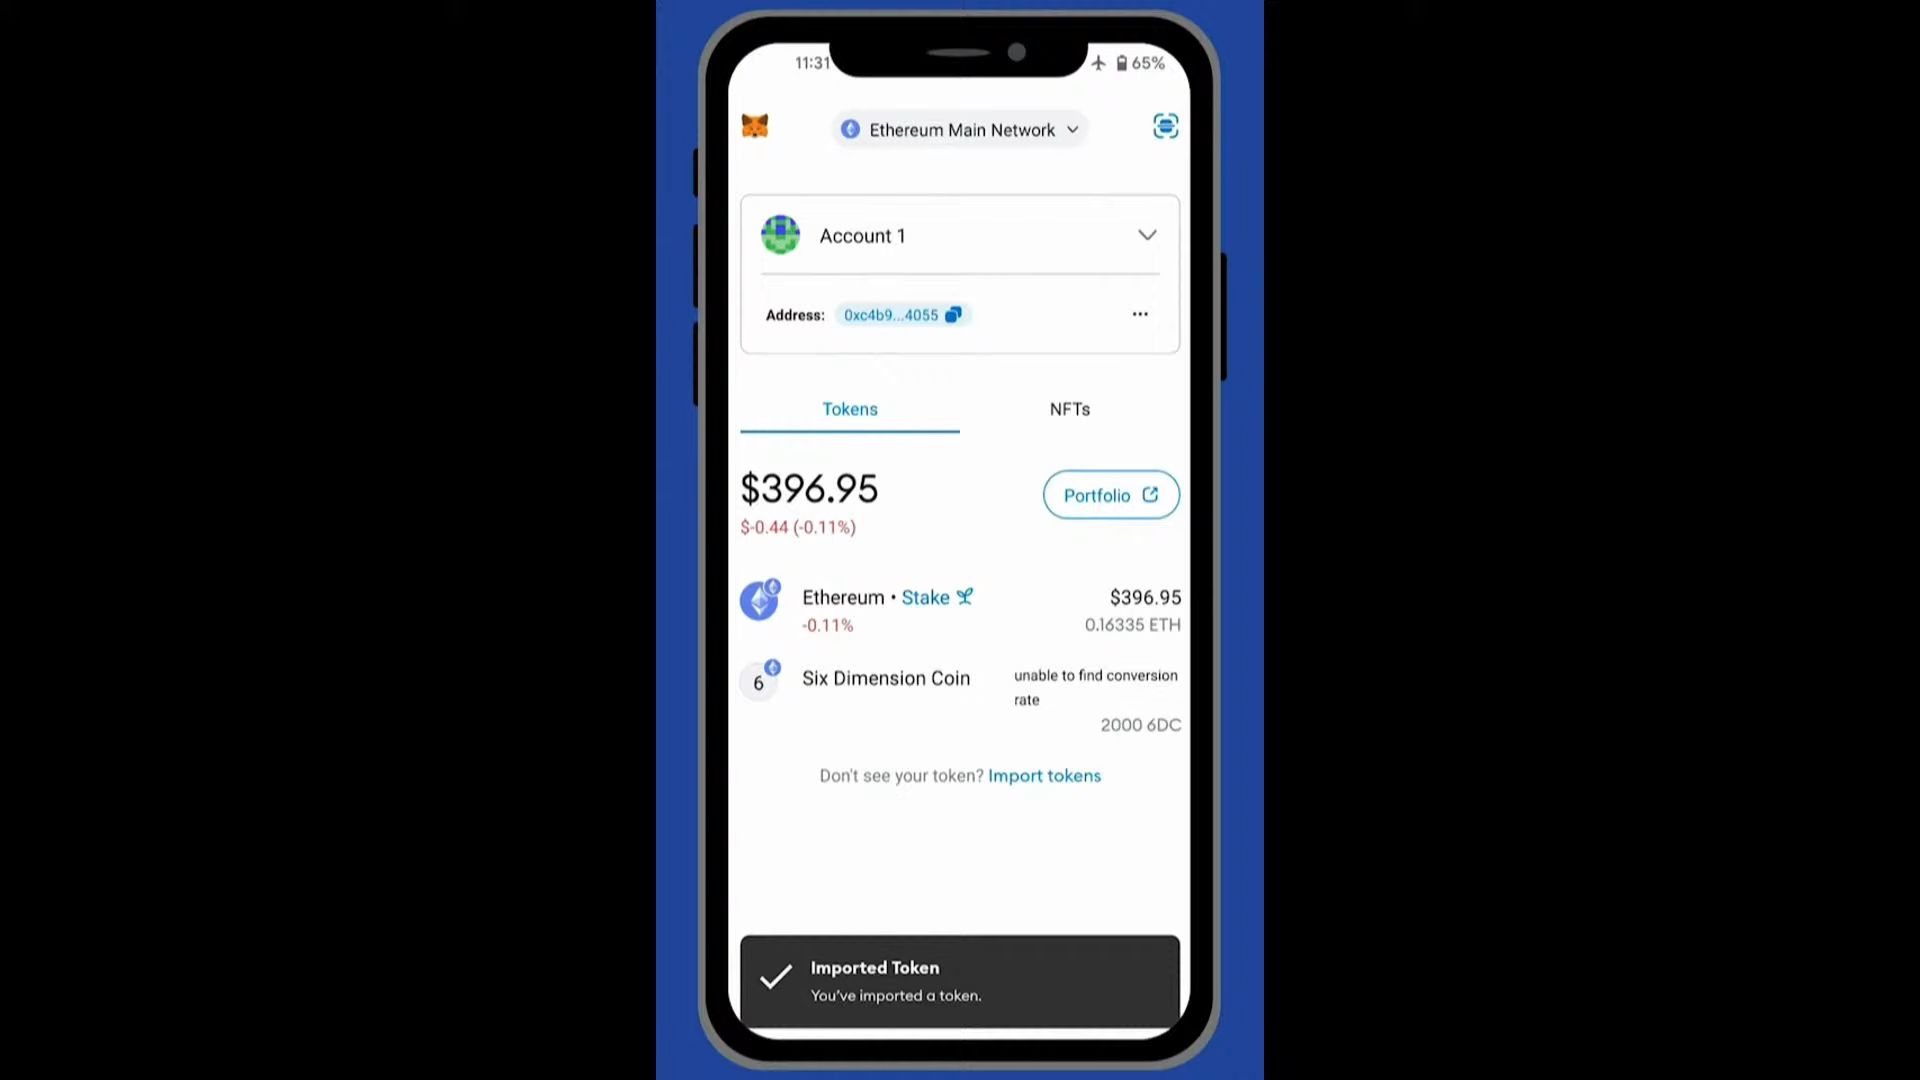 11:31
65%
Ethereum Main Network
Account 1
Address: 0xc4b9...4055
Tokens
NFTs
$396.95
Portfolio
$-0.44 (-0.11%)
Ethereum • Stake
$396.95
-0.11%
0.16335 ETH
6
Six Dimension Coin
unable to find conversion
rate
2000 6DC
Don't see your token? Import tokens
Imported Token
You've imported a token.